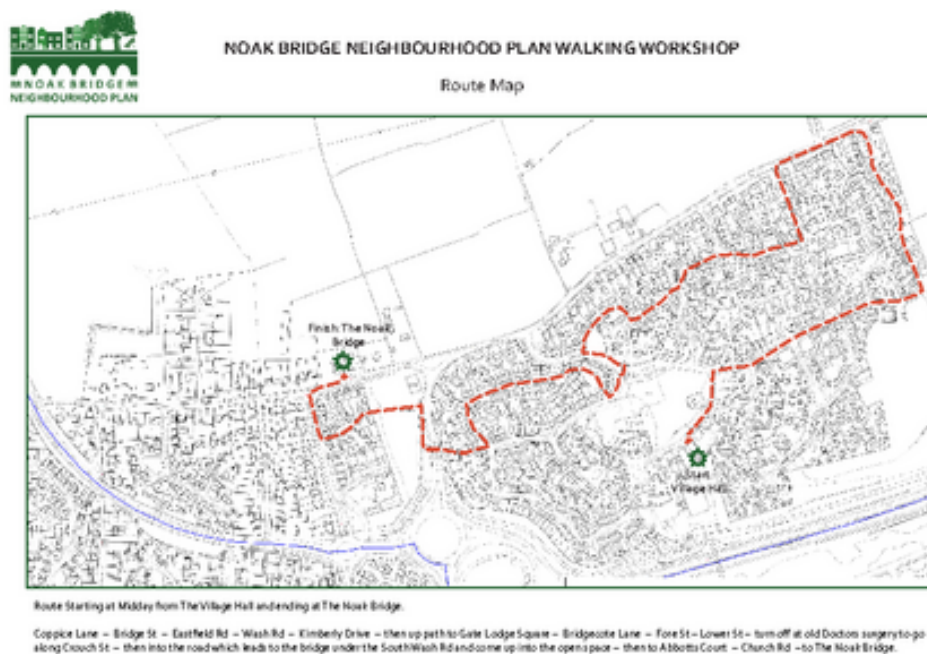 NOAK BRIDGE
NEIGHBOURHOOD PLAN
NOAK BRIDGE NEIGHBOURHOOD PLAN WALKING WORKSHOP
Route Map
Finish: The Noak
Bridge
Start:
Village Hall
Route Starting at Midday from The Village Hall and ending at The Noak Bridge.
Coppice Lane – Bridge St – Eastfield Rd – Wash Rd – Kimberly Drive – then up path to Gate Lodge Square – Bridgecote Lane – Fore St – Lower St – turn off at old Doctors surgery to go
along Crouch St – then into the road which leads to the bridge under the South Wash Rd and come up into the open space – then to Abbotts Court – Church Rd – to The Noak Bridge.